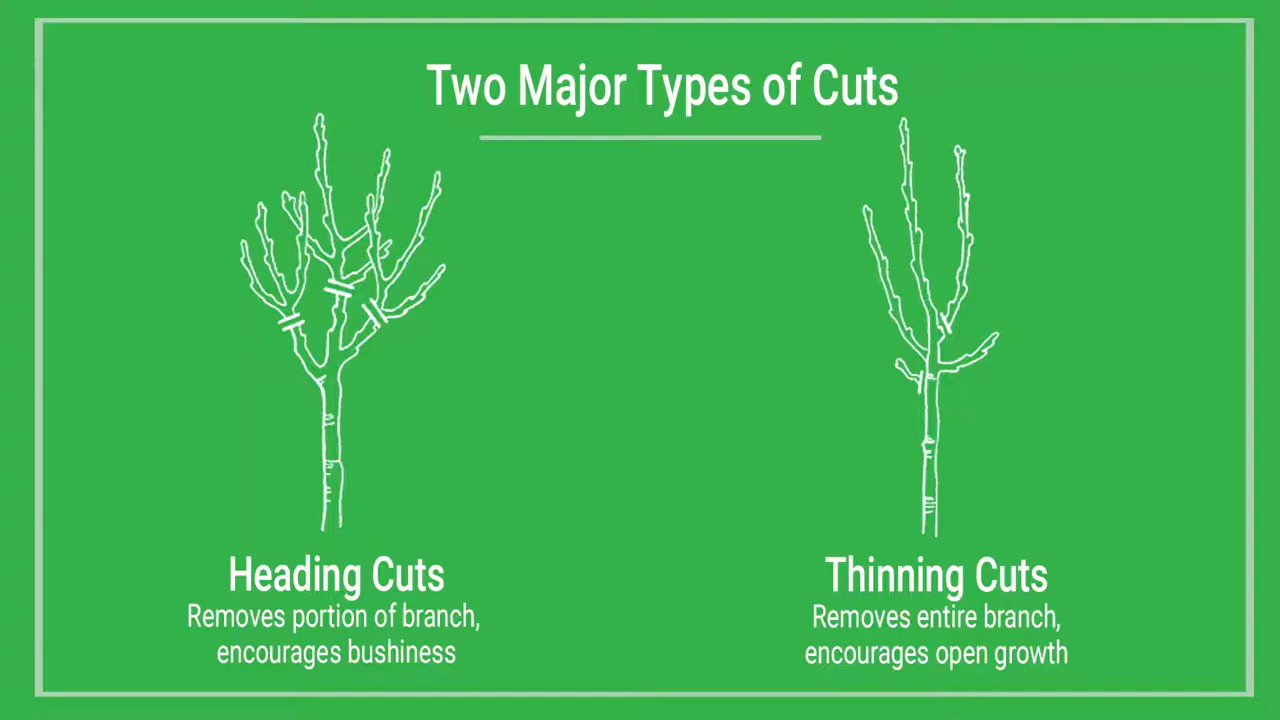 Two Major Types of Cuts
Heading Cuts
Removes portion of branch,
encourages bushiness
Thinning Cuts
Removes entire branch,
encourages open growth